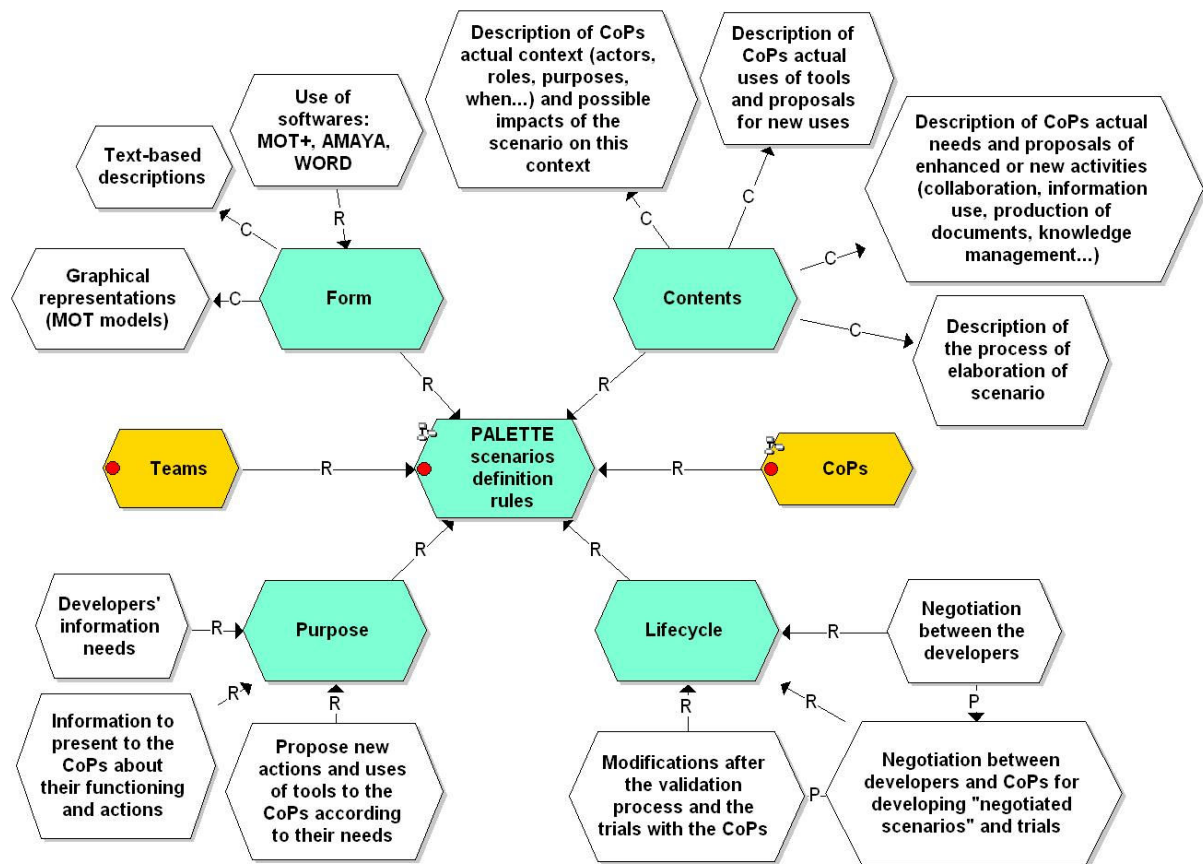 Description of
CoPs actual context (actors,
roles, purposes,
when...) and possible
impacts of the
scenario on this
context
Description of
CoPs actual
uses of tools
and proposals
for new uses
Use of
softwares:
MOT+, AMAYA,
WORD
Text-based
descriptions
Description of CoPs actual
needs and proposals of
enhanced or new activities
(collaboration, information
use, production of
documents, knowledge
management...)
R
C
C
C
C
Graphical
representations
(MOT models)
C
Form
Contents
C
Description of
the process of
elaboration of
scenario
R
R
PALETTE
scenarios
definition
rules
Teams
R
R
CoPs
R
R
Developers'
information
needs
R
Purpose
Lifecycle
R
Negotiation
between the
developers
R
R
R
R
P
Information to
present to the
CoPs about
their functioning
and actions
Propose new
actions and uses
of tools to the
CoPs according
to their needs
Modifications after
the validation
process and the
trials with the CoPs
P
Negotiation between
developers and CoPs for
developing "negotiated
scenarios" and trials